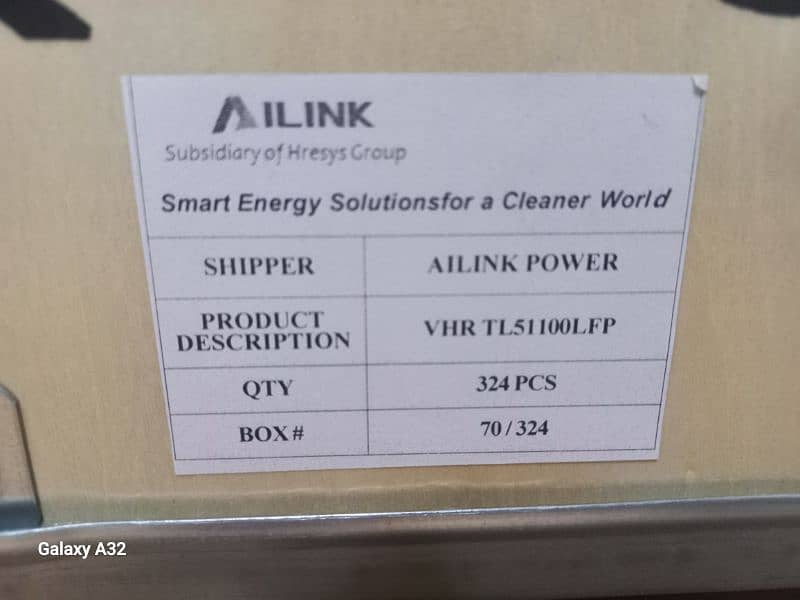 AILINK
Subsidiary of Hresys Group
Smart Energy Solutionsfor a Cleaner World
SHIPPER AILINK POWER
PRODUCT DESCRIPTION VHR TL51100LFP
QTY 324 PCS
BOX # 70 / 324
Galaxy A32